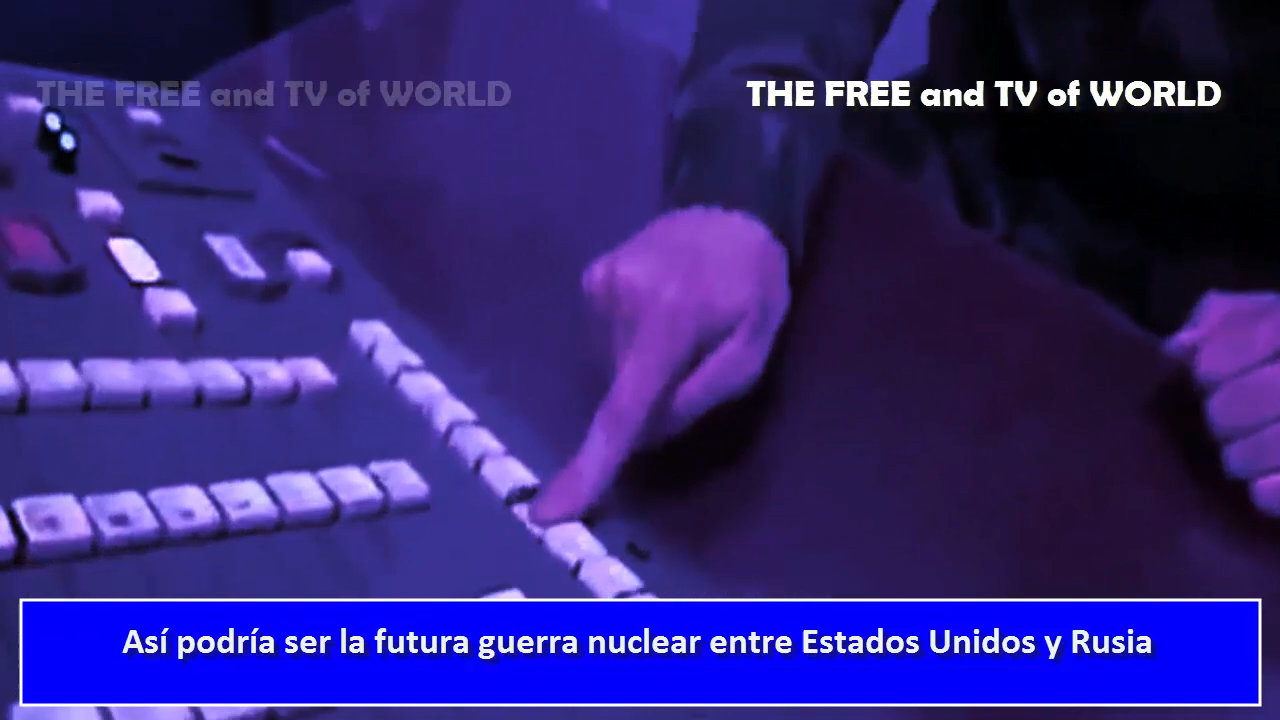 THE FREE and TV of WORLD
THE FREE and TV of WORLD
Así podría ser la futura guerra nuclear entre Estados Unidos y Rusia